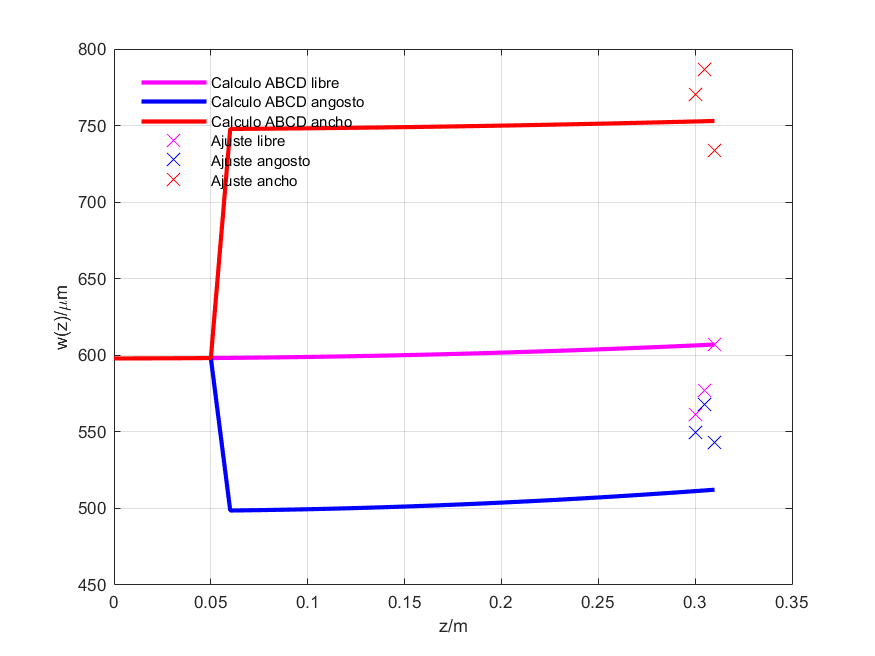 800
750
700
650
600
550
500
450
w(z)/μm
Calculo ABCD libre
Calculo ABCD angosto
Calculo ABCD ancho
Ajuste libre
Ajuste angosto
Ajuste ancho
0 0.05 0.1 0.15 0.2 0.25 0.3 0.35
z/m